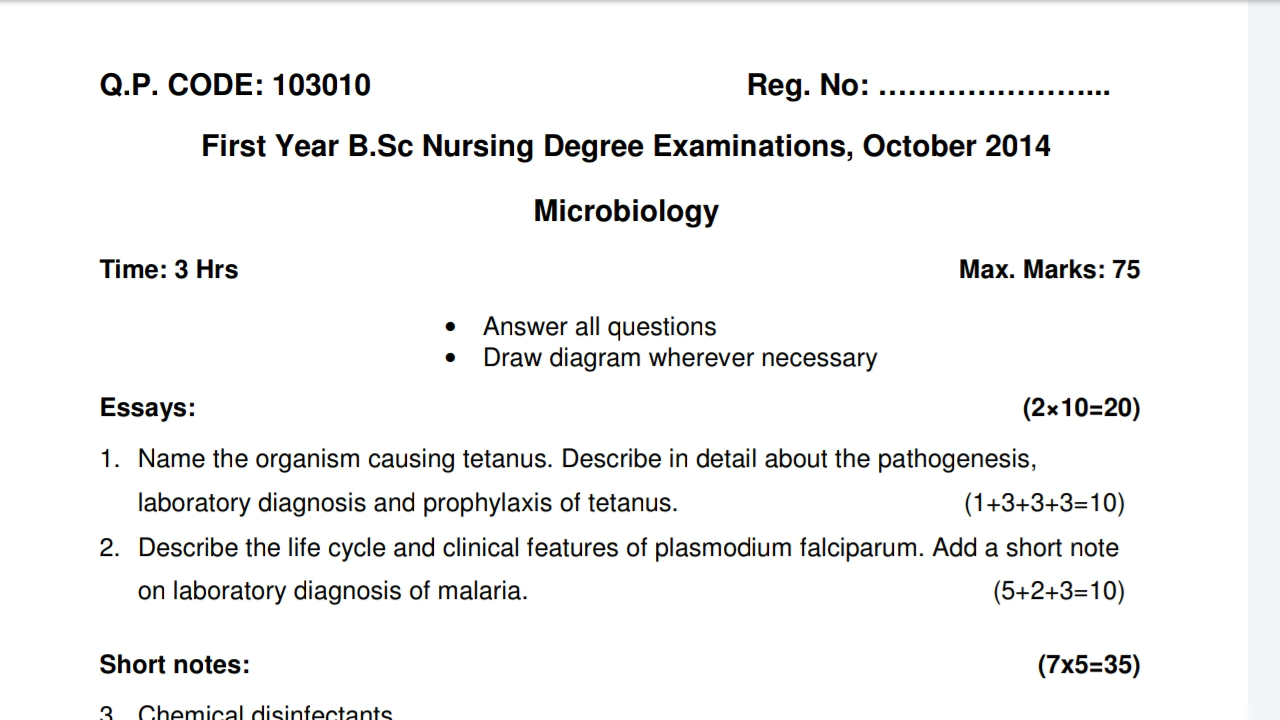 Q.P. CODE: 103010 Reg. No: ……………………...
First Year B.Sc Nursing Degree Examinations, October 2014
Microbiology
Time: 3 Hrs Max. Marks: 75
• Answer all questions
• Draw diagram wherever necessary
Essays: (2×10=20)
1. Name the organism causing tetanus. Describe in detail about the pathogenesis,
laboratory diagnosis and prophylaxis of tetanus. (1+3+3+3=10)
2. Describe the life cycle and clinical features of plasmodium falciparum. Add a short note
on laboratory diagnosis of malaria. (5+2+3=10)
Short notes: (7x5=35)
3. Chemical disinfectants